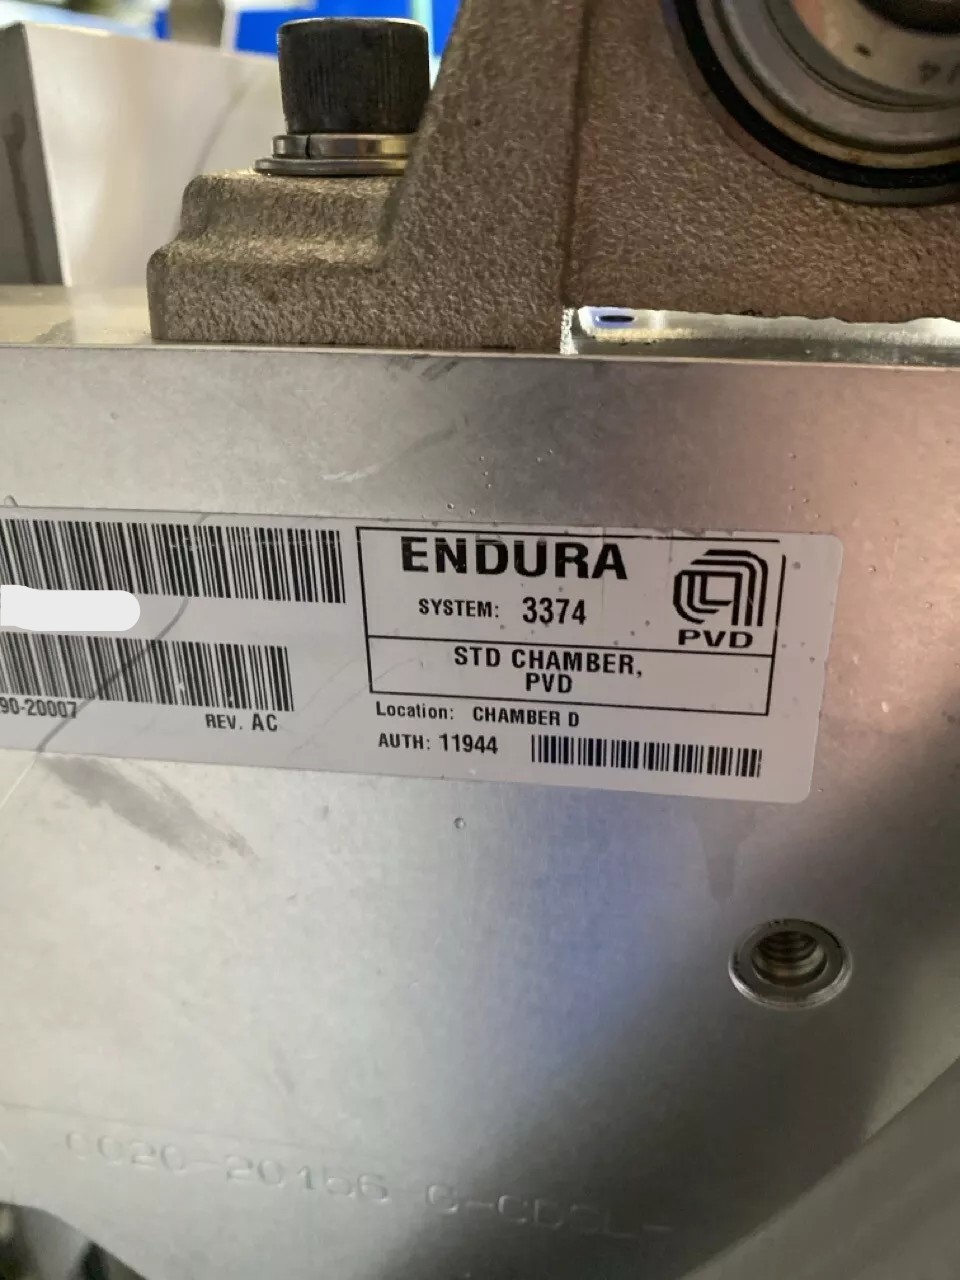 ENDURA
SYSTEM: 3374
PVD
STD CHAMBER,
PVD
90-20007
REV. AC
Location: CHAMBER D
AUTH: 11944